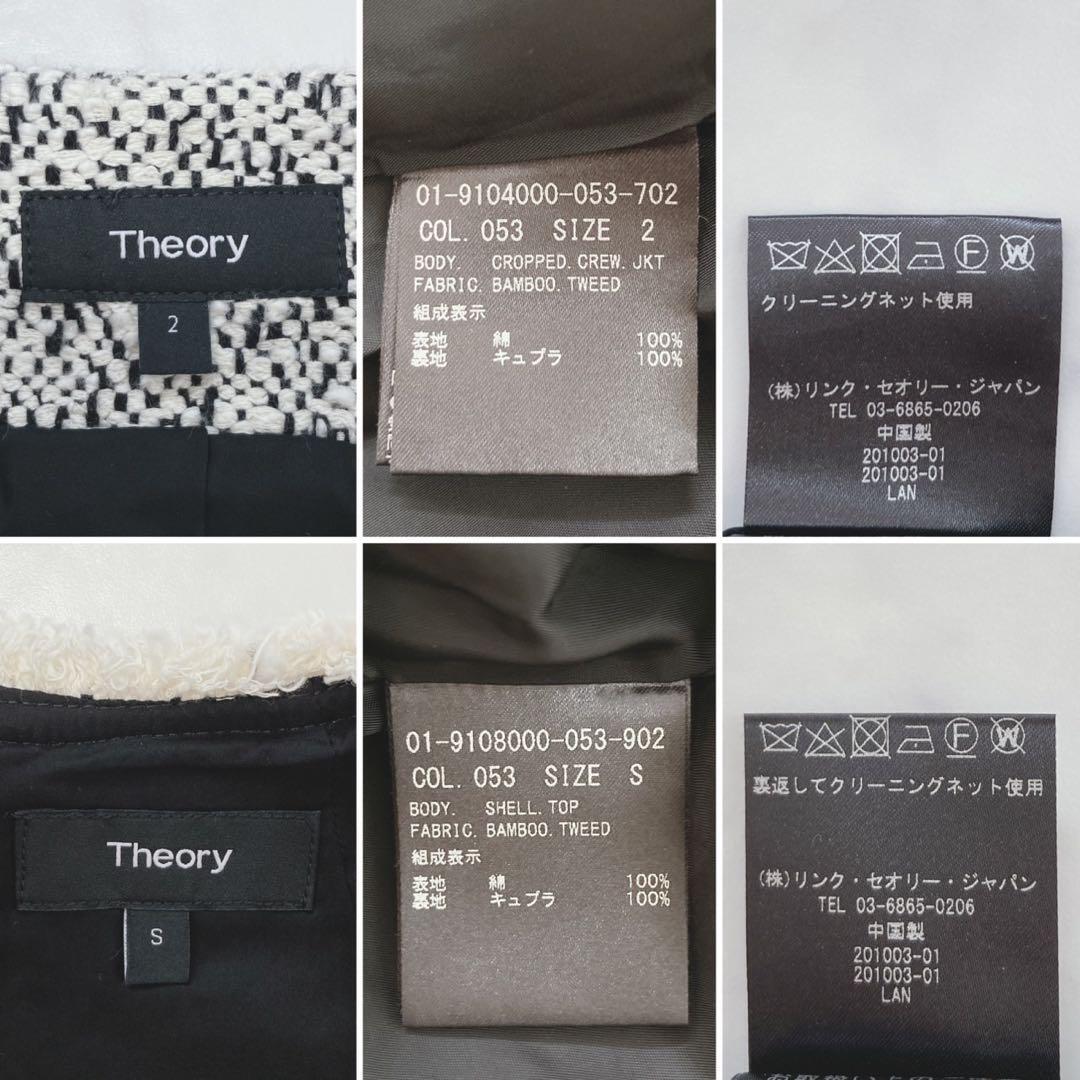 Theory
2
01-9104000-053-702
COL. 053 SIZE 2
BODY. CROPPED. CREW. JKT
FABRIC. BAMBOO. TWEED
組成表示
表地 綿 100%
裏地 キュプラ 100%
F
W
クリーニングネット使用
(株)リンク・セオリー・ジャパン
TEL 03-6865-0206
中国製
201003-01
201003-01
LAN
Theory
S
01-9108000-053-902
COL. 053 SIZE S
BODY. SHELL. TOP
FABRIC. BAMBOO. TWEED
組成表示
表地 綿 100%
裏地 キュプラ 100%
F
W
裏返してクリーニングネット使用
(株)リンク・セオリー・ジャパン
TEL 03-6865-0206
中国製
201003-01
201003-01
LAN